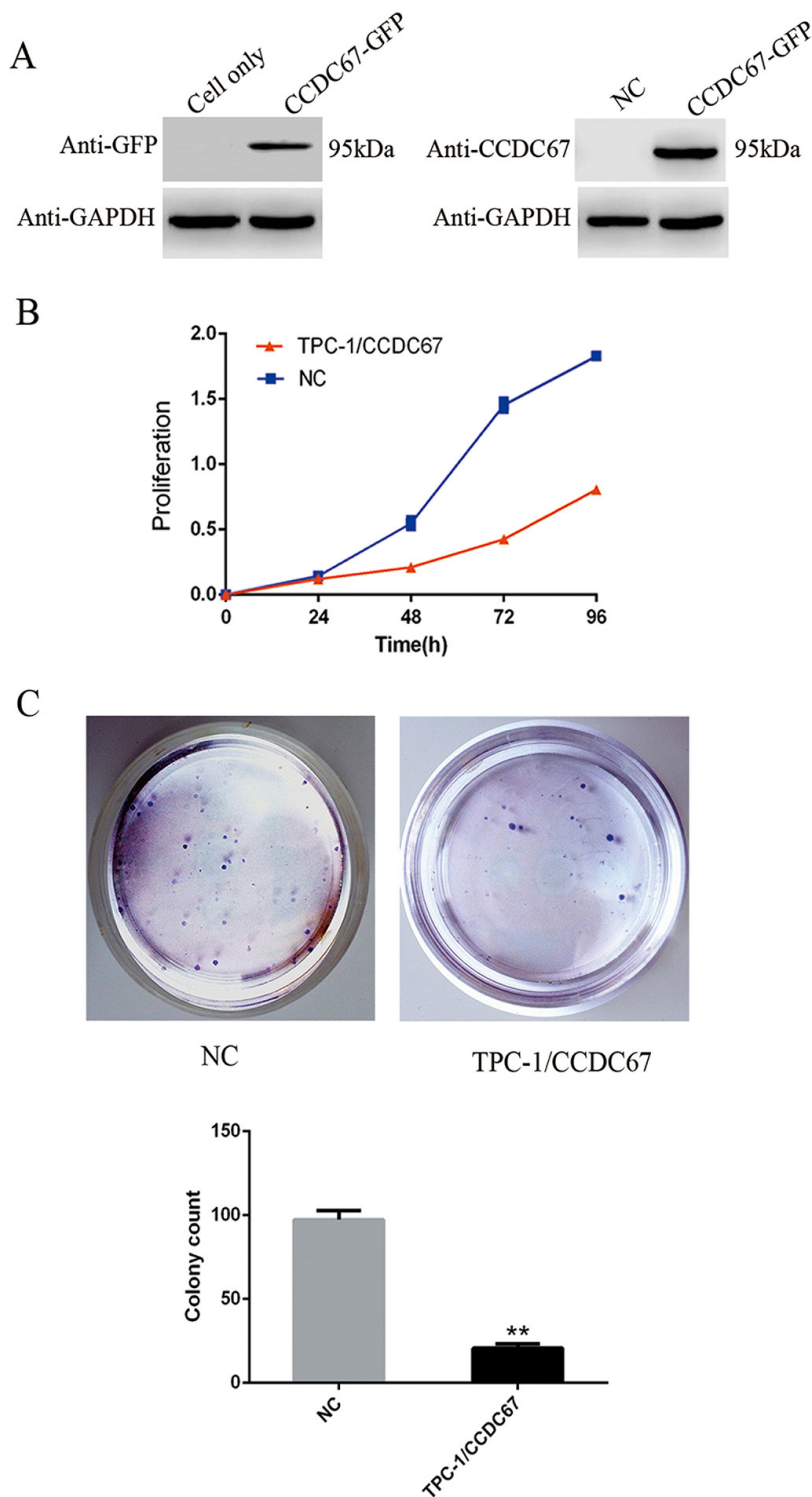 A
Cell only
CCDC67-GFP
Anti-GFP
95kDa
Anti-GAPDH
NC
CCDC67-GFP
Anti-CCDC67
95kDa
Anti-GAPDH
B
2.0
1.5
1.0
0.5
0.0
Proliferation
TPC-1/CCDC67
NC
0 24 48 72 96
Time(h)
C
NC
TPC-1/CCDC67
150
100
50
0
Colony count
**
NC
TPC-1/CCDC67